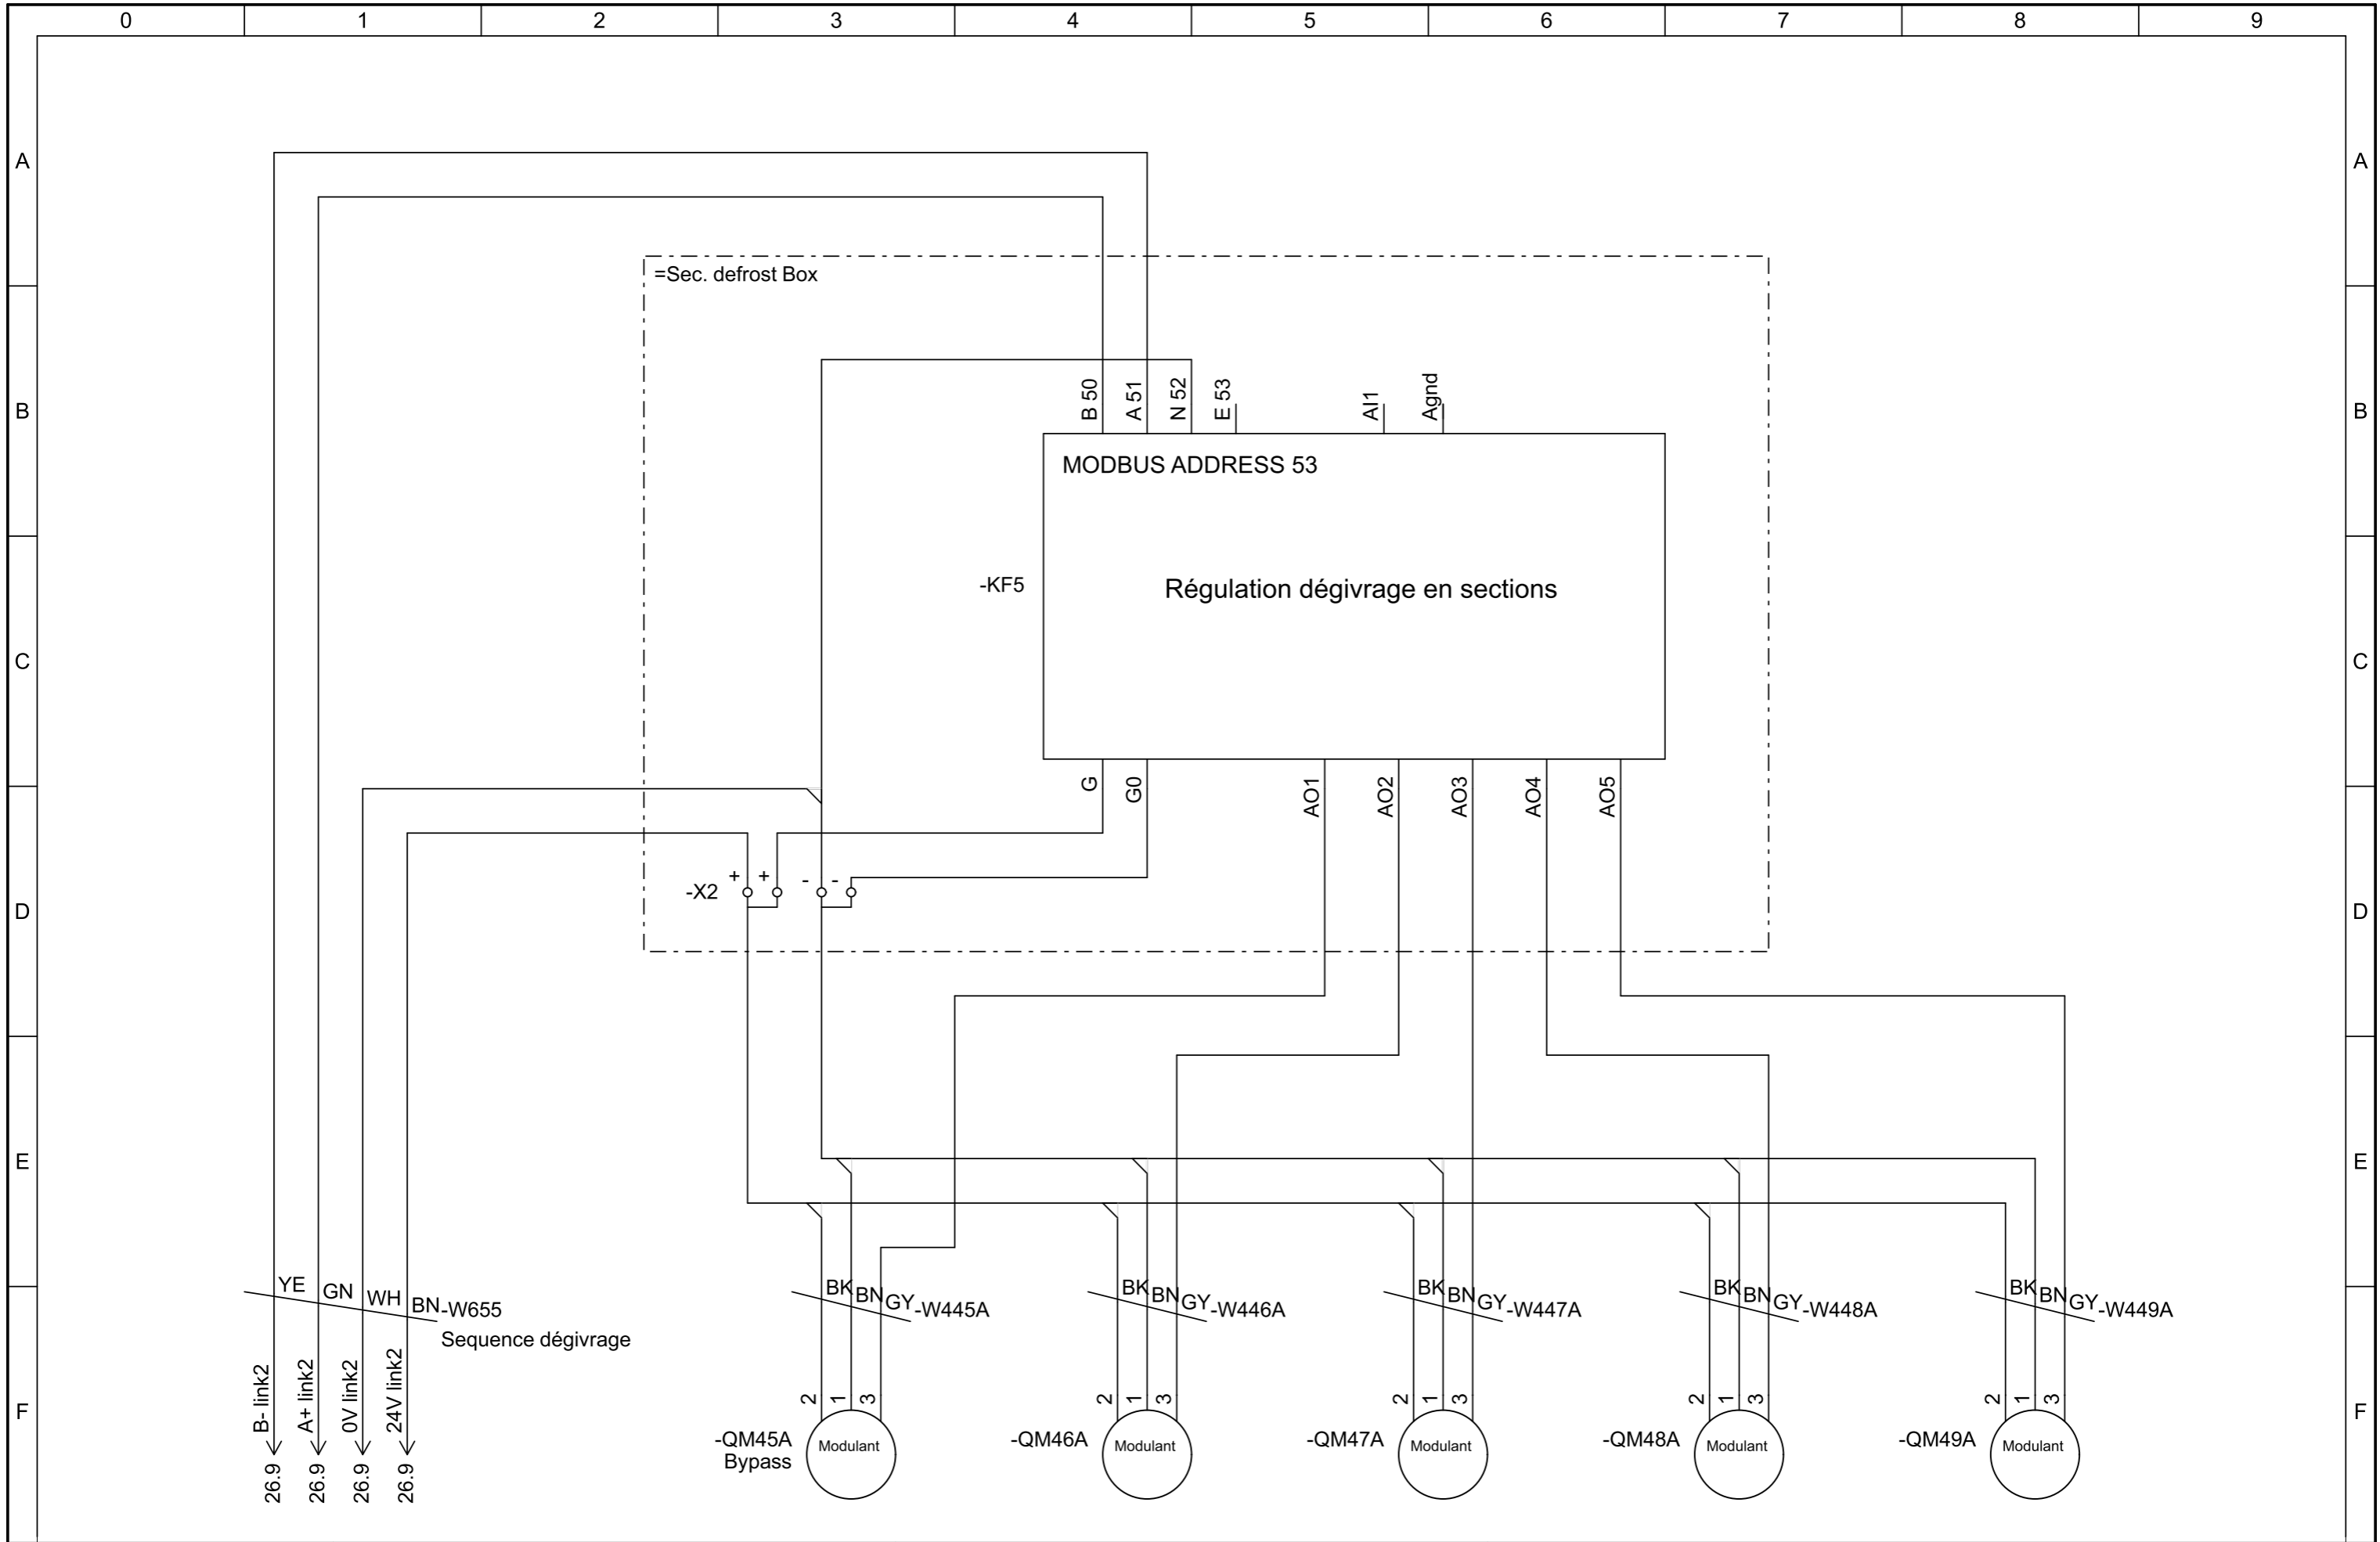 0 1 2 3 4 5 6 7 8 9
A A
=Sec. defrost Box
B 50 A 51 N 52 E 53 AI1 Agnd
B B
MODBUS ADDRESS 53
-KF5 Régulation dégivrage en sections
C C
G G0 AO1 AO2 AO3 AO4 AO5
-X2 + + - -
D D
E E
YE GN WH BN -W655
Sequence dégivrage
BK BN GY -W445A
BK BN GY -W446A
BK BN GY -W447A
BK BN GY -W448A
BK BN GY -W449A
B- link2 A+ link2 0V link2 24V link2
2 1 3 2 1 3 2 1 3 2 1 3 2 1 3
F F
-QM45A Modulant
Bypass
-QM46A Modulant
-QM47A Modulant
-QM48A Modulant
-QM49A Modulant
26.9 26.9 26.9 26.9